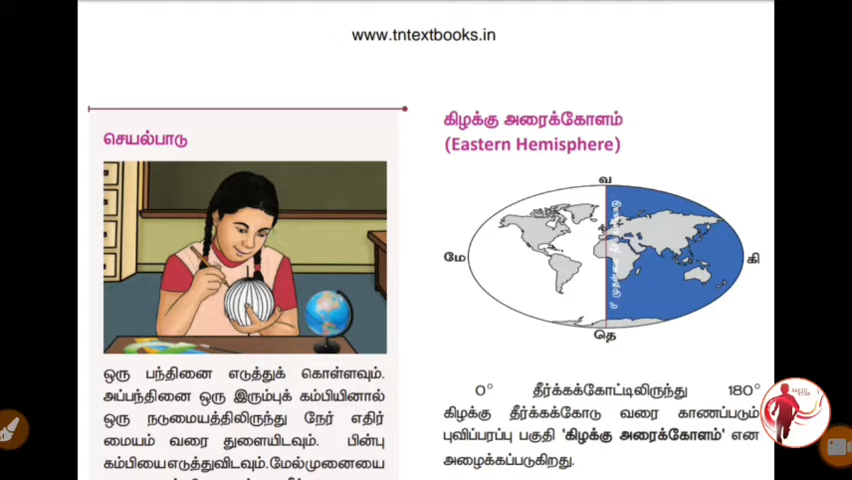 www.tntextbooks.in
செயல்பாடு
ஒரு பந்தினை எடுத்துக் கொள்ளவும்.
அப்பந்தினை ஒரு இரும்புக் கம்பியினால்
ஒரு நடுமையத்திலிருந்து நேர் எதிர்
மையம் வரை துளையிடவும். பின்பு
கம்பியை எடுத்துவிடவும். மேல்முனையை
கிழக்கு அரைக்கோளம்
(Eastern Hemisphere)
வ
மே
கி
தெ
0° தீர்க்கக்கோட்டிலிருந்து 180°
கிழக்கு தீர்க்கக்கோடு வரை காணப்படும்
புவிப்பரப்பு பகுதி 'கிழக்கு அரைக்கோளம்' என
அழைக்கப்படுகிறது.